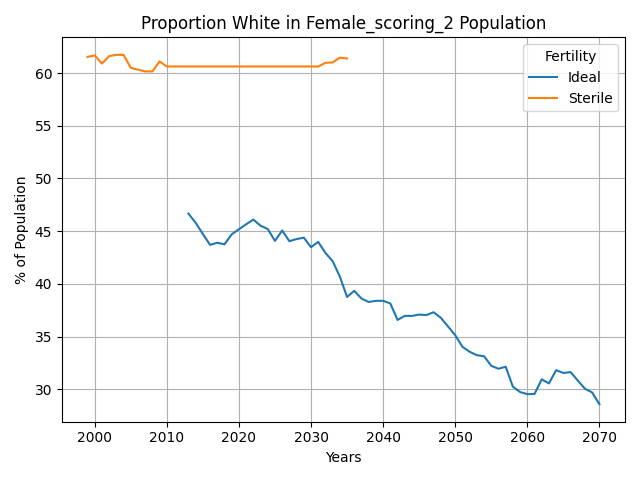 Proportion White in Female_scoring_2 Population
Fertility
Ideal
Sterile
% of Population
60
55
50
45
40
35
30
2000 2010 2020 2030 2040 2050 2060 2070
Years